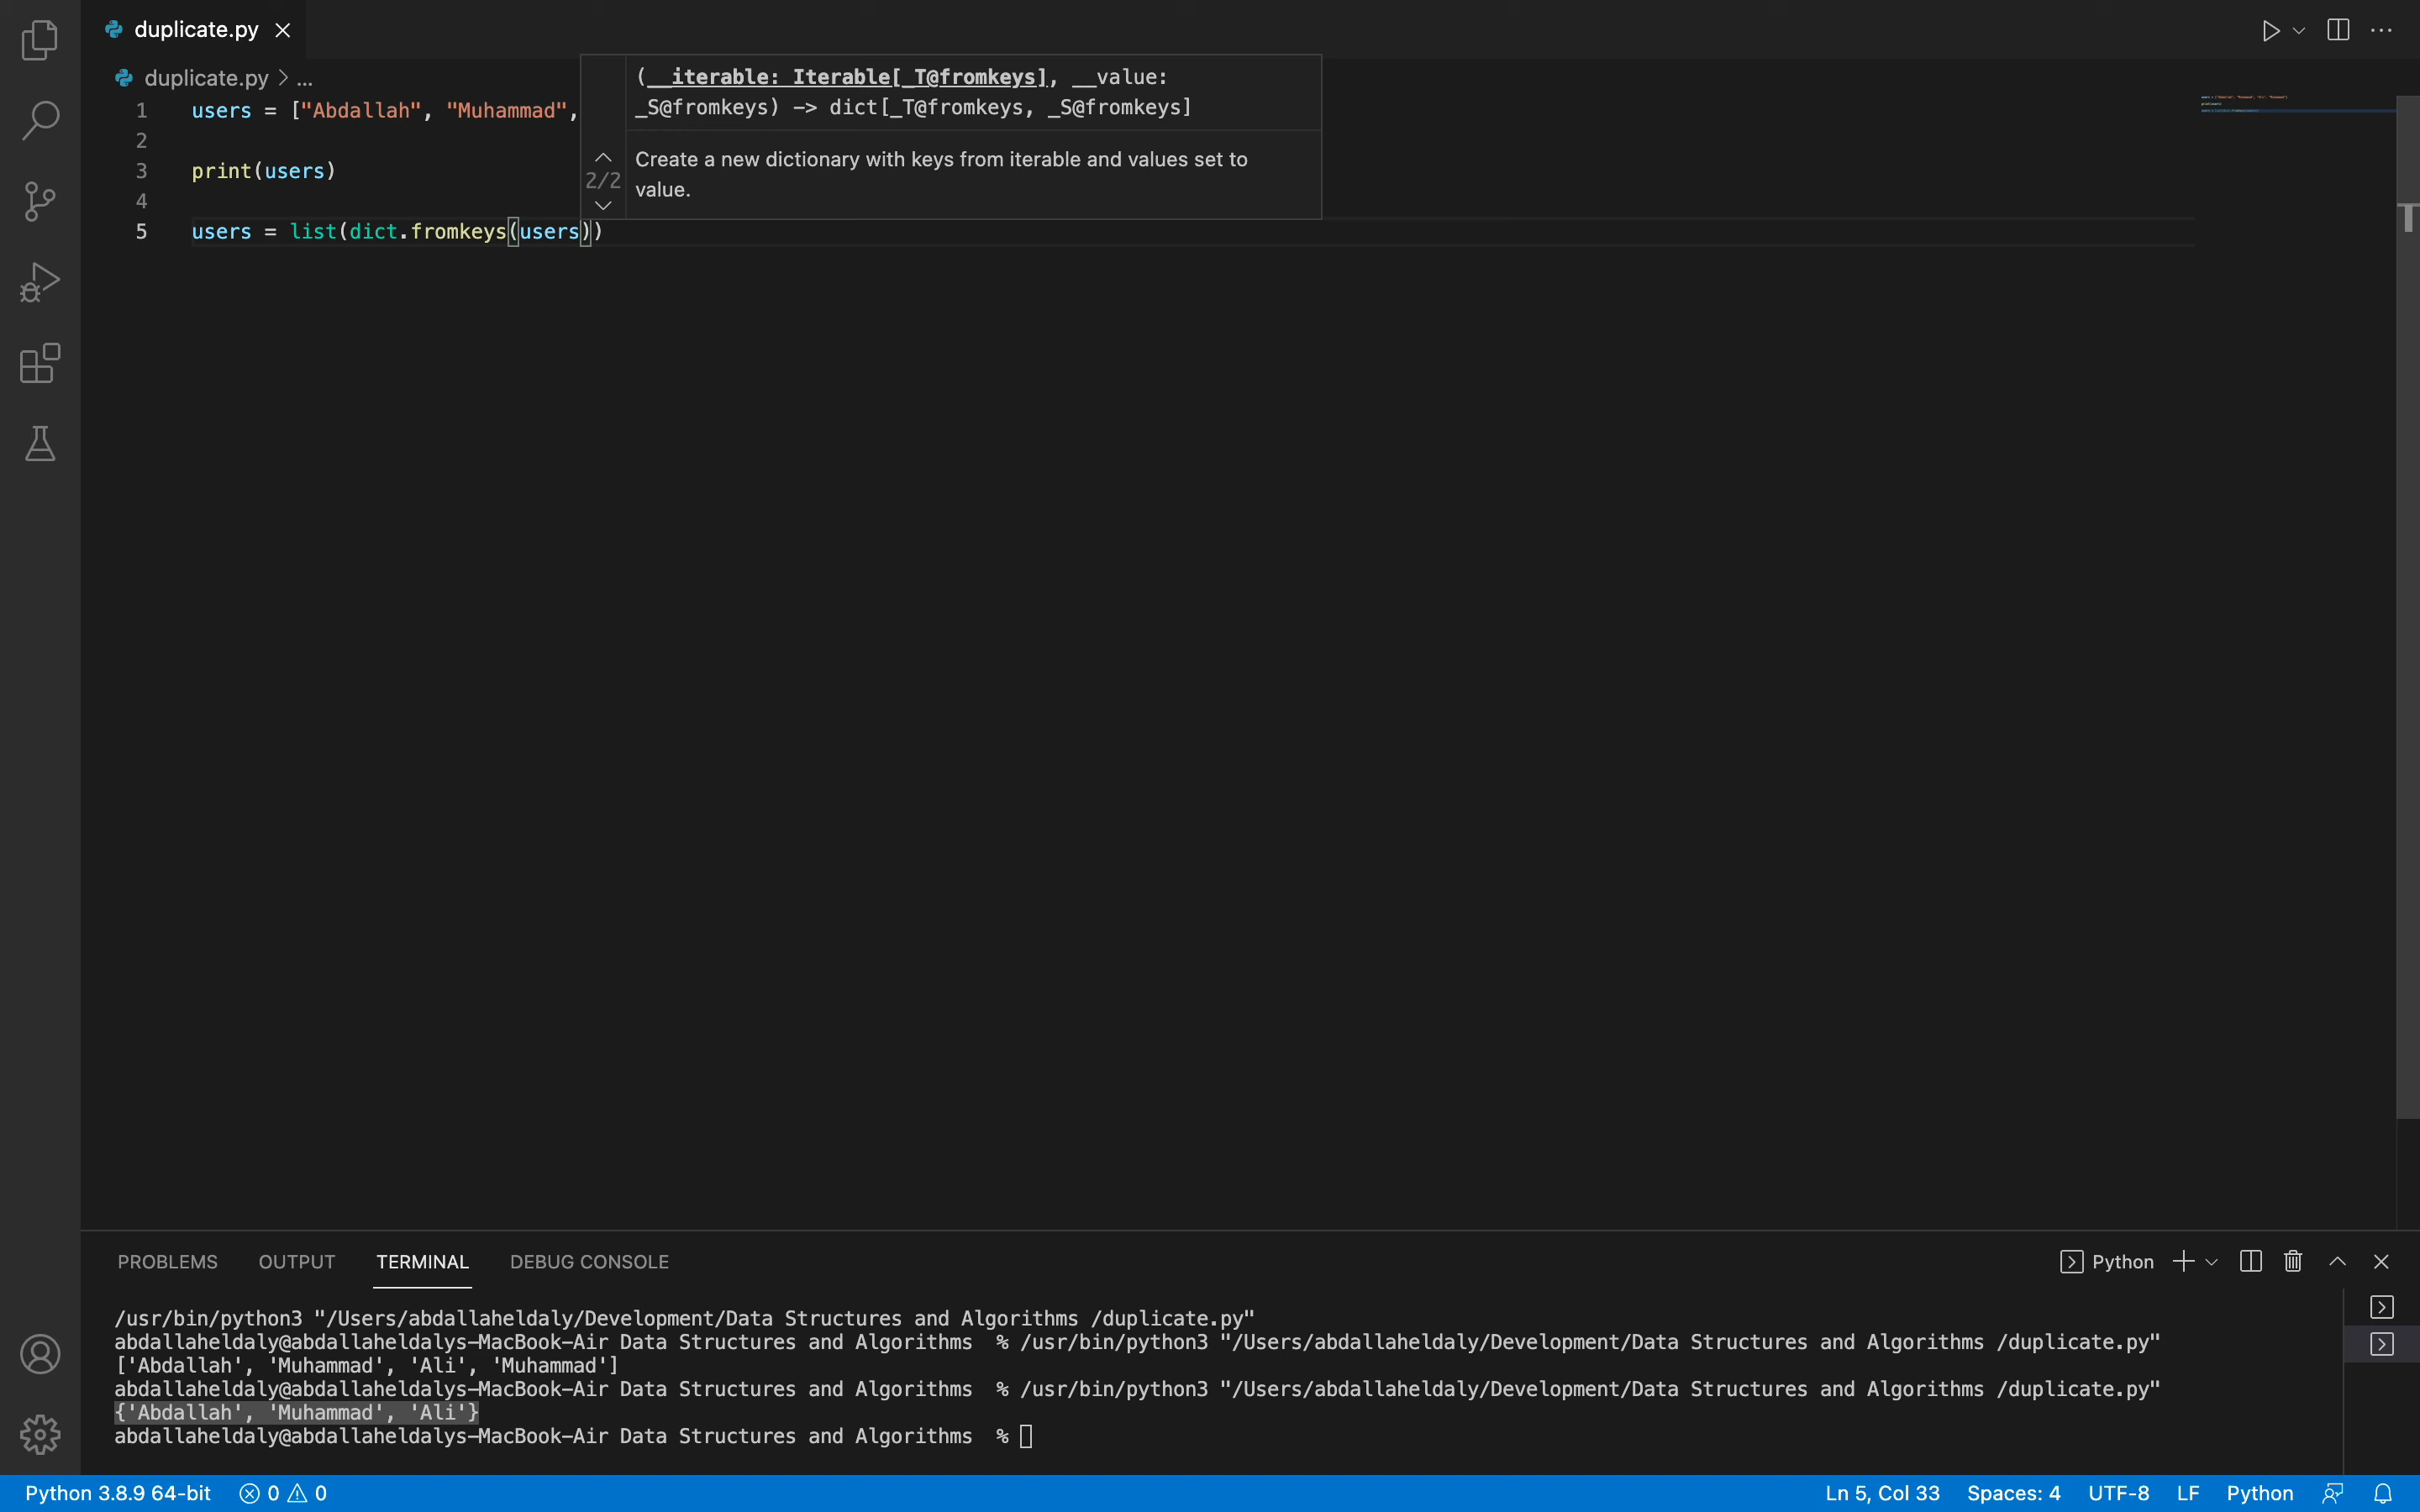 duplicate.py
duplicate.py > ...
(__iterable: Iterable[_T@fromkeys], __value:
_S@fromkeys) -> dict[_T@fromkeys, _S@fromkeys]
2/2
Create a new dictionary with keys from iterable and values set to
value.
1 users = ["Abdallah", "Muhammad",
2
3 print(users)
4
5 users = list(dict.fromkeys(users))
PROBLEMS OUTPUT TERMINAL DEBUG CONSOLE Python
/usr/bin/python3 "/Users/abdallaheldaly/Development/Data Structures and Algorithms /duplicate.py"
abdallaheldaly@abdallaheldalys-MacBook-Air Data Structures and Algorithms % /usr/bin/python3 "/Users/abdallaheldaly/Development/Data Structures and Algorithms /duplicate.py"
['Abdallah', 'Muhammad', 'Ali', 'Muhammad']
abdallaheldaly@abdallaheldalys-MacBook-Air Data Structures and Algorithms % /usr/bin/python3 "/Users/abdallaheldaly/Development/Data Structures and Algorithms /duplicate.py"
{'Abdallah', 'Muhammad', 'Ali'}
abdallaheldaly@abdallaheldalys-MacBook-Air Data Structures and Algorithms %
Python 3.8.9 64-bit 0 0 Ln 5, Col 33 Spaces: 4 UTF-8 LF Python